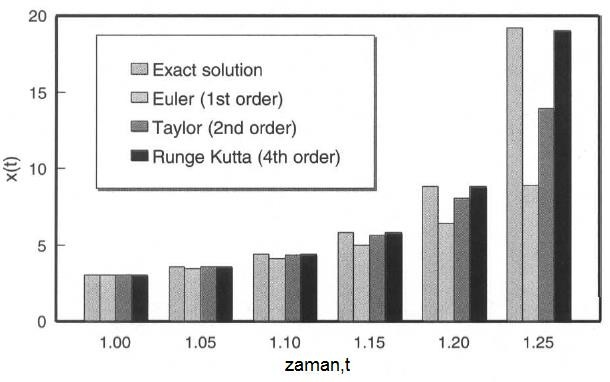 20
15
10
5
0
x(t)
Exact solution
Euler (1st order)
Taylor (2nd order)
Runge Kutta (4th order)
1.00 1.05 1.10 1.15 1.20 1.25
zaman,t